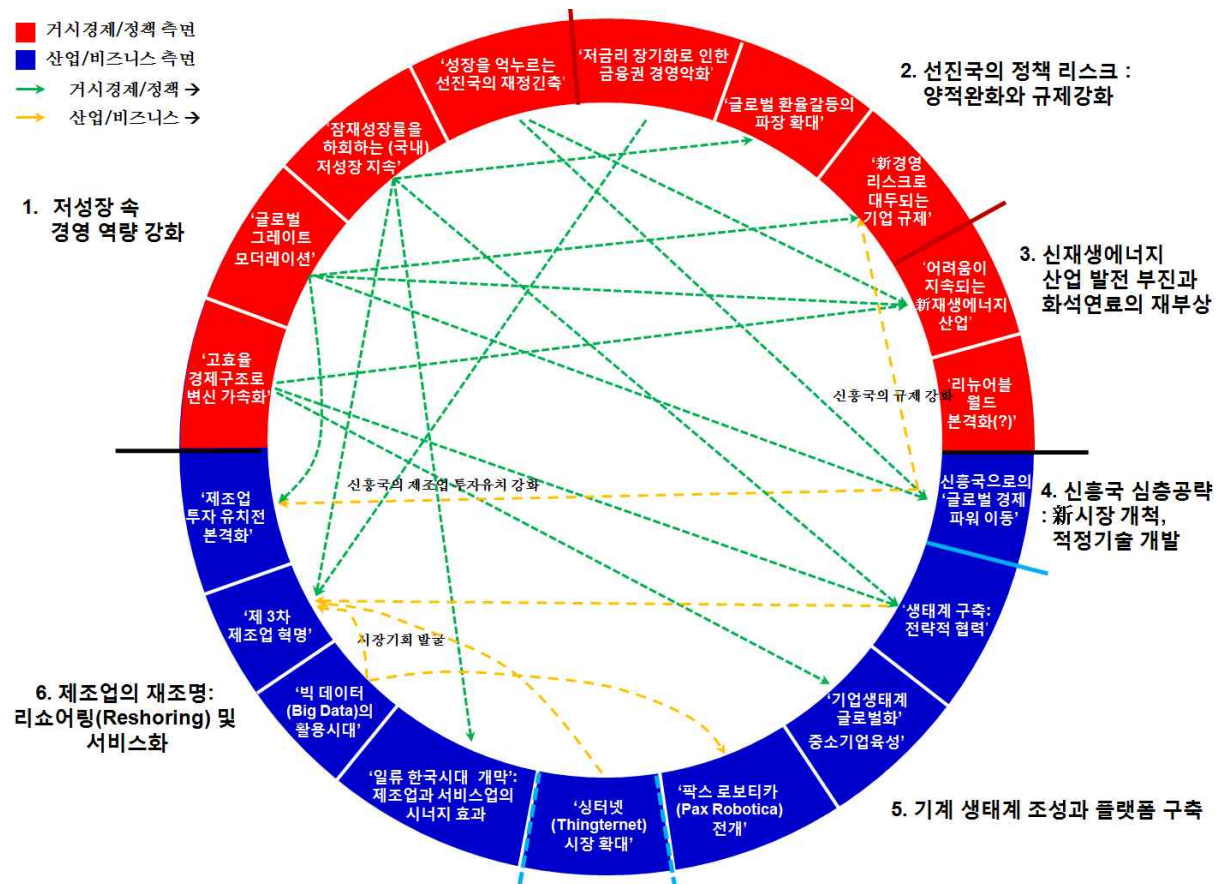 거시경제/정책 측면
산업/비즈니스 측면
거시경제/정책 →
산업/비즈니스 →
1. 저성장 속
경영 역량 강화
2. 선진국의 정책 리스크 :
양적완화와 규제강화
3. 신재생에너지
산업 발전 부진과
화석연료의 재부상
4. 신흥국 심층공략
: 新시장 개척,
적정기술 개발
5. 기계 생태계 조성과 플랫폼 구축
6. 제조업의 재조명:
리쇼어링(Reshoring) 및
서비스화
‘고효율
경제구조로
변신 가속화’
‘글로벌
그레이트
모더레이션’
‘잠재성장률을
하회하는 (국내)
저성장 지속’
‘성장을 억누르는
선진국의 재정긴축’
‘저금리 장기화로 인한
금융권 경영악화’
‘글로벌 환율갈등의
파장 확대’
‘新경영
리스크로
대두되는
기업 규제’
‘어려움이
지속되는
新재생에너지
산업’
‘리뉴어블
월드
본격화(?)’
신흥국으로의
‘글로벌 경제
파워 이동’
‘생태계 구축:
전략적 협력’
‘기업생태계
글로벌화’
중소기업육성’
‘팍스 로보티카
(Pax Robotica)
전개’
‘싱터넷
(Thingternet)
시장 확대’
‘일류 한국시대 개막’:
제조업과 서비스업의
시너지 효과
‘빅 데이터
(Big Data)의
활용시대’
‘제 3차
제조업 혁명’
‘제조업
투자 유치전
본격화’
신흥국의 규제 강화
신흥국의 제조업 투자유치 강화
시장기회 발굴